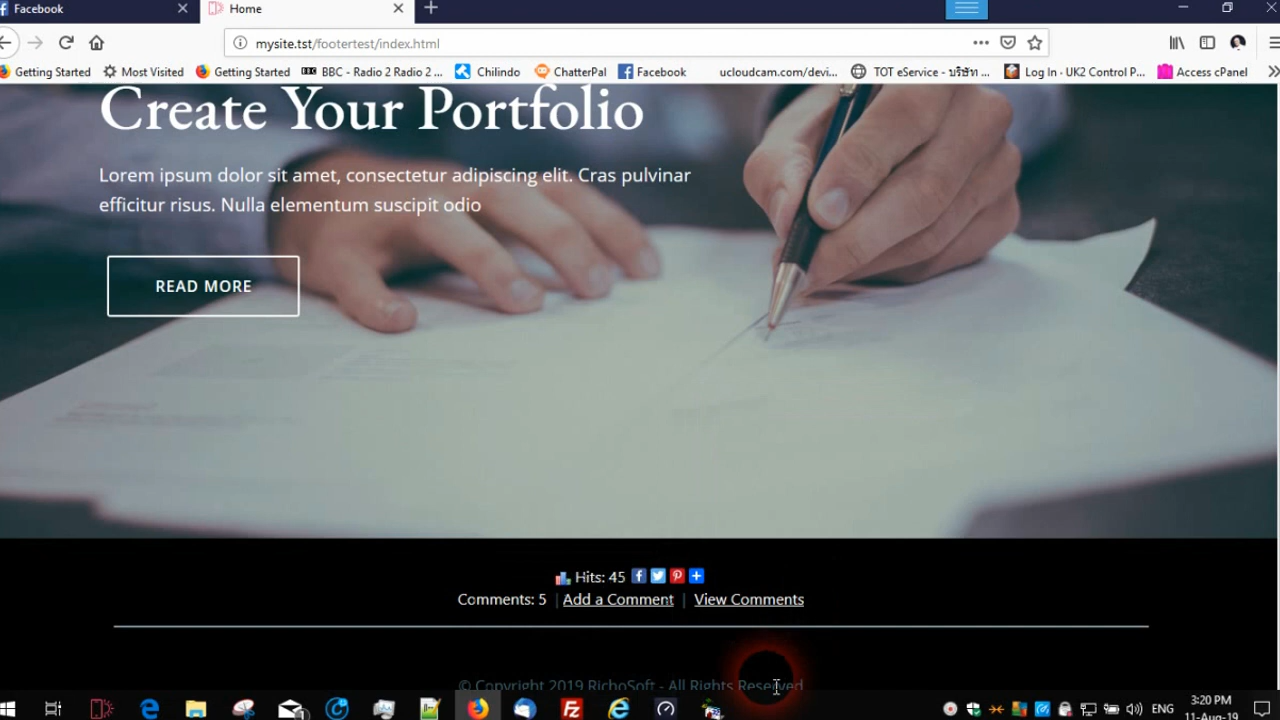 Facebook
Home
mysite.tst/footertest/index.html
Getting Started
Most Visited
Getting Started
BBC - Radio 2 Radio 2 ...
Chilindo
ChatterPal
Facebook
ucloudcam.com/devi...
TOT eService - บริษัทฯ ...
Log In - UK2 Control P...
Access cPanel
Create Your Portfolio
Lorem ipsum dolor sit amet, consectetur adipiscing elit. Cras pulvinar
efficitur risus. Nulla elementum suscipit odio
READ MORE
Hits: 45
Comments: 5 | Add a Comment | View Comments
© Copyright 2019 RichoSoft - All Rights Reserved
ENG
3:20 PM
11-Aug-19